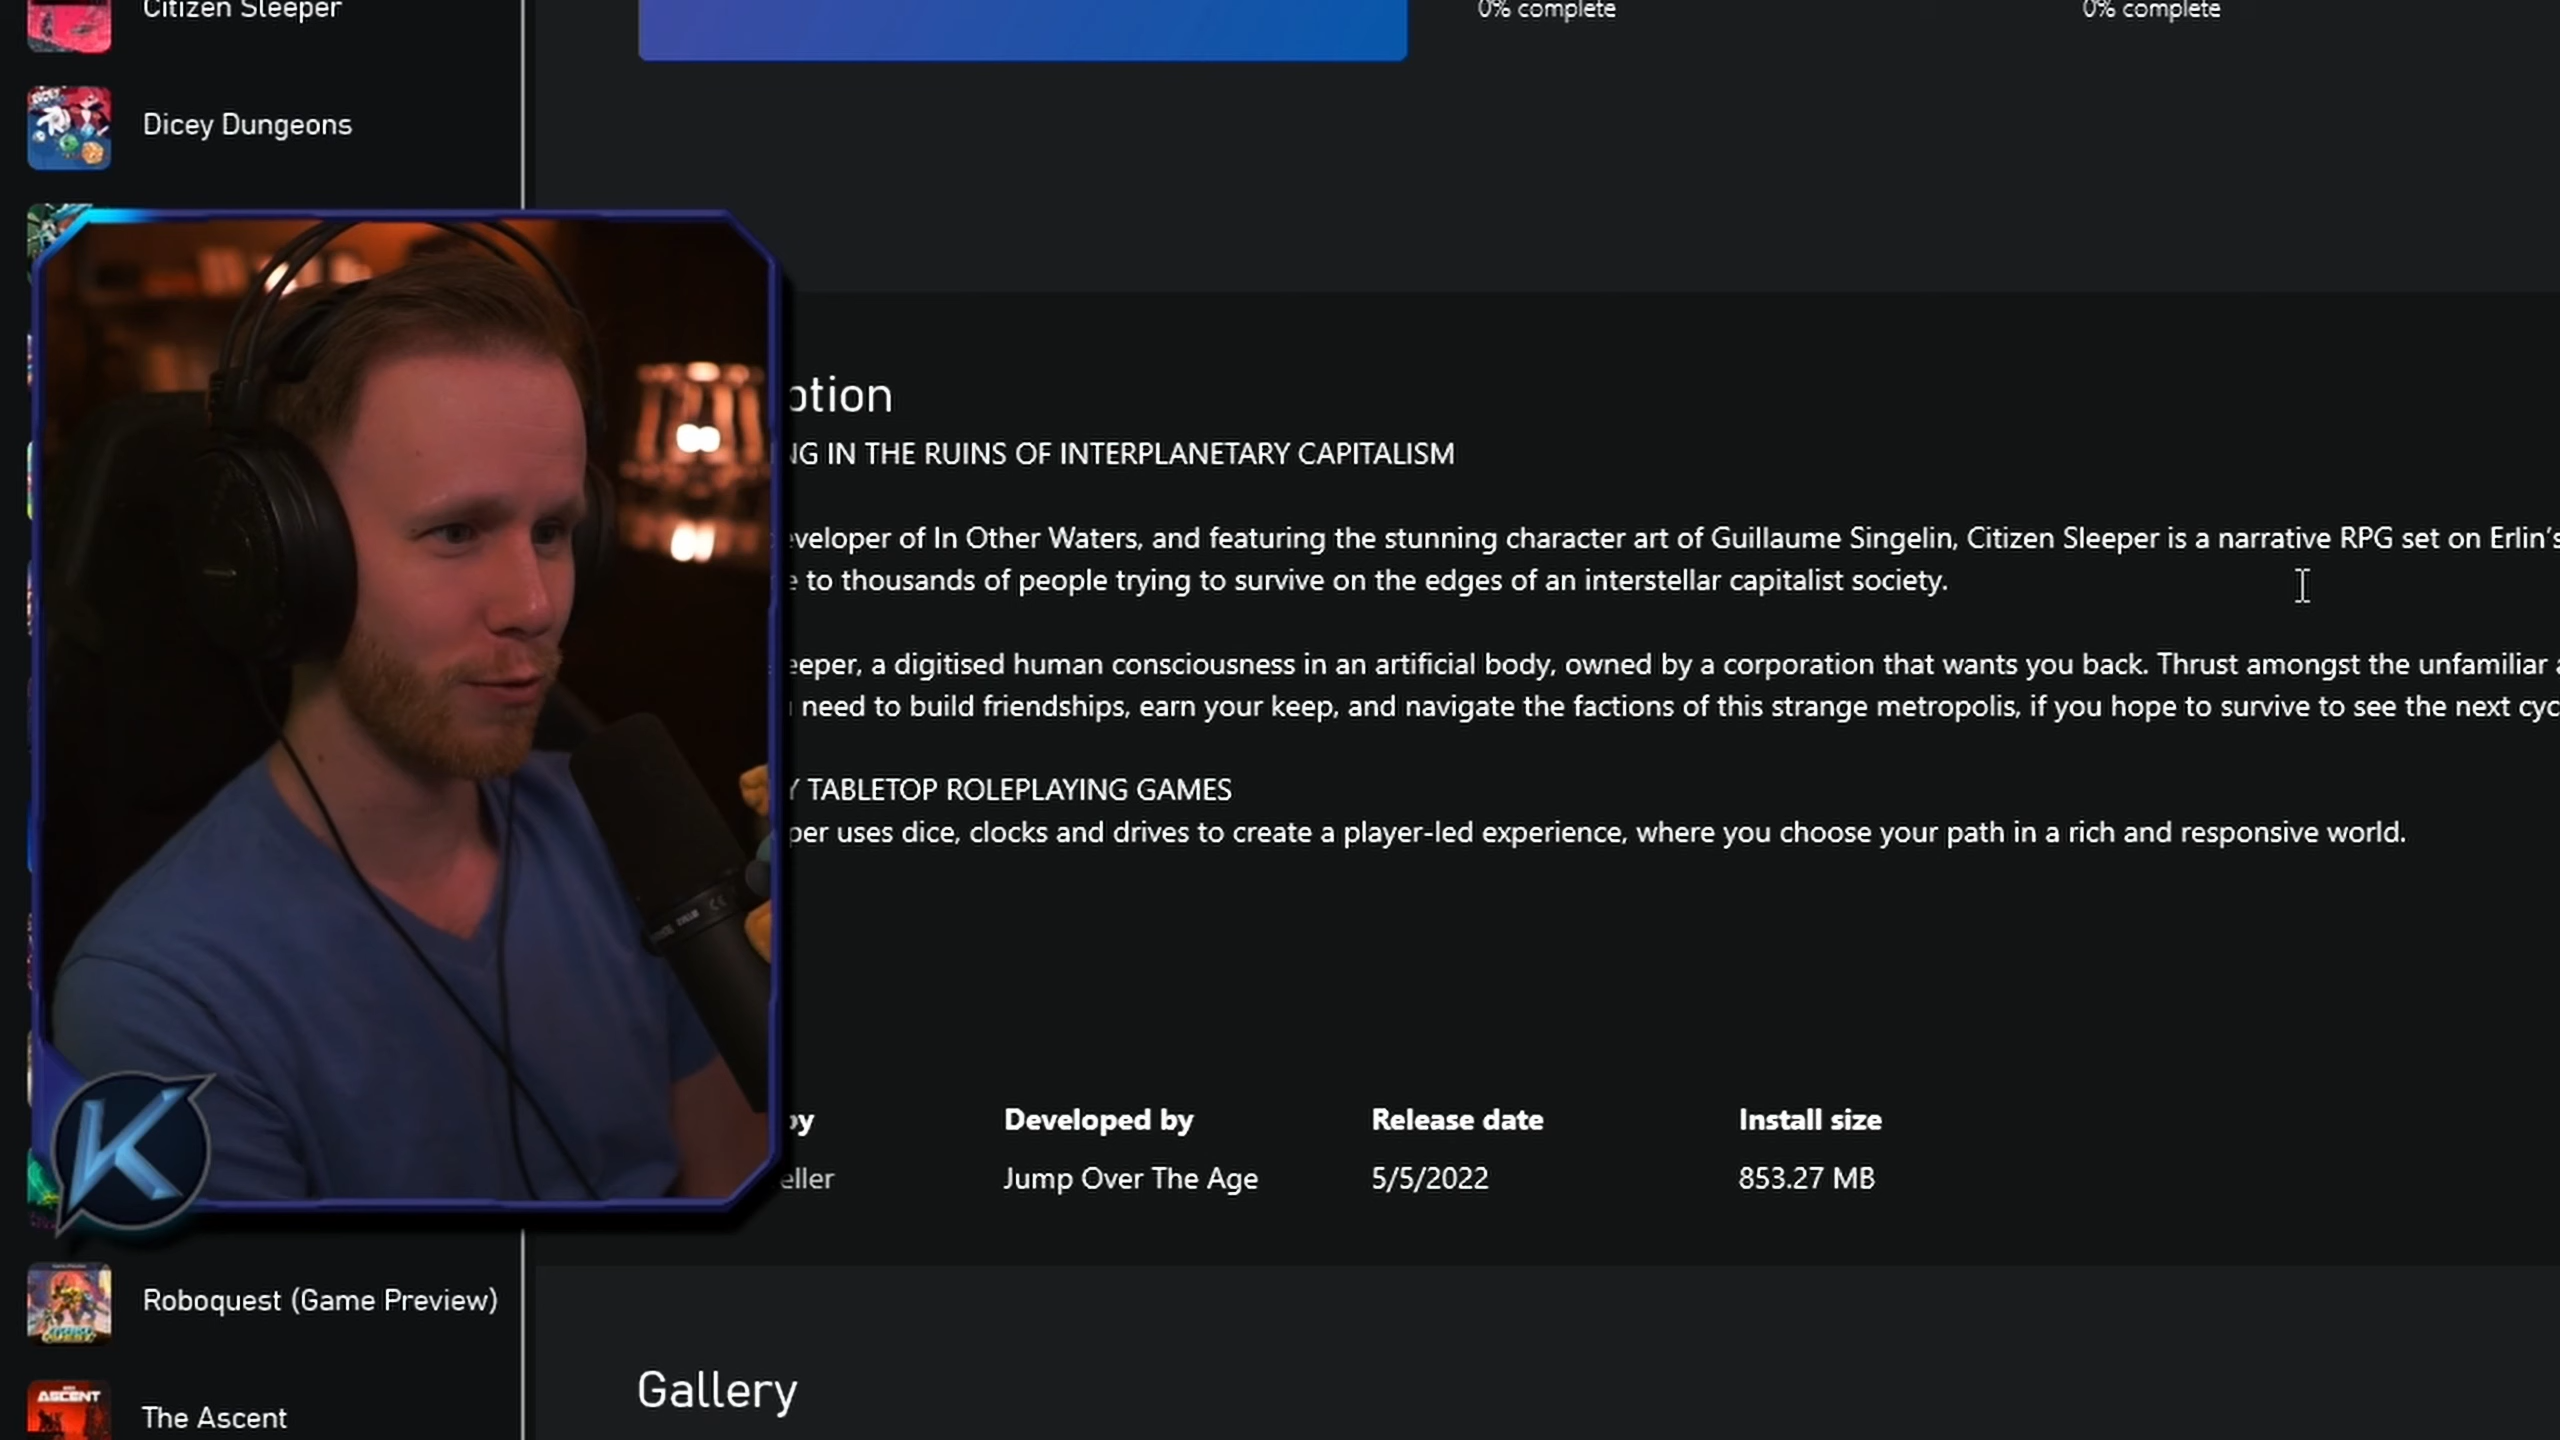 Citizen Sleeper
0% complete
0% complete
Dicey Dungeons
ption
NG IN THE RUINS OF INTERPLANETARY CAPITALISM
eveloper of In Other Waters, and featuring the stunning character art of Guillaume Singelin, Citizen Sleeper is a narrative RPG set on Erlin's
e to thousands of people trying to survive on the edges of an interstellar capitalist society.
eeper, a digitised human consciousness in an artificial body, owned by a corporation that wants you back. Thrust amongst the unfamiliar a
need to build friendships, earn your keep, and navigate the factions of this strange metropolis, if you hope to survive to see the next cyc
Y TABLETOP ROLEPLAYING GAMES
per uses dice, clocks and drives to create a player-led experience, where you choose your path in a rich and responsive world.
by
Developed by
Release date
Install size
eller
Jump Over The Age
5/5/2022
853.27 MB
K
Roboquest (Game Preview)
Gallery
ASCENT
The Ascent